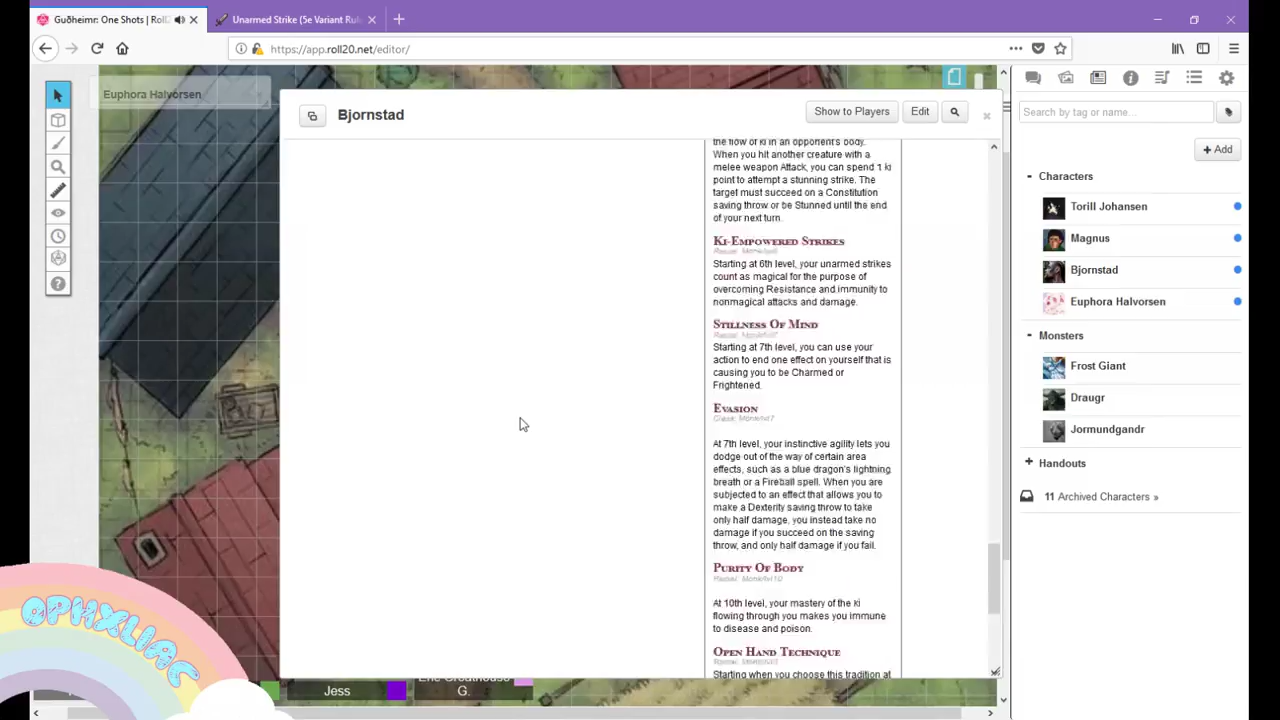 Guðheimr: One Shots | Roll2
Unarmed Strike (5e Variant Rul
https://app.roll20.net/editor/
Euphora Halvorsen
Bjornstad
Show to Players
Edit
the flow of ki in an opponent's body.
When you hit another creature with a
melee weapon Attack, you can spend 1 ki
point to attempt a stunning strike. The
target must succeed on a Constitution
saving throw or be Stunned until the end
of your next turn.
Ki-Empowered Strikes
Starting at 6th level, your unarmed strikes
count as magical for the purpose of
overcoming Resistance and immunity to
nonmagical attacks and damage.
Stillness Of Mind
Starting at 7th level, you can use your
action to end one effect on yourself that is
causing you to be Charmed or
Frightened.
Evasion
At 7th level, your instinctive agility lets you
dodge out of the way of certain area
effects, such as a blue dragon's lightning
breath or a Fireball spell. When you are
subjected to an effect that allows you to
make a Dexterity saving throw to take
only half damage, you instead take no
damage if you succeed on the saving
throw, and only half damage if you fail.
Purity Of Body
At 10th level, your mastery of the ki
flowing through you makes you immune
to disease and poison.
Open Hand Technique
Starting when you choose this tradition at
Search by tag or name...
+ Add
Characters
Torill Johansen
Magnus
Bjornstad
Euphora Halvorsen
Monsters
Frost Giant
Draugr
Jormundgandr
Handouts
11 Archived Characters »
OPHXLIAC
Jess
G.